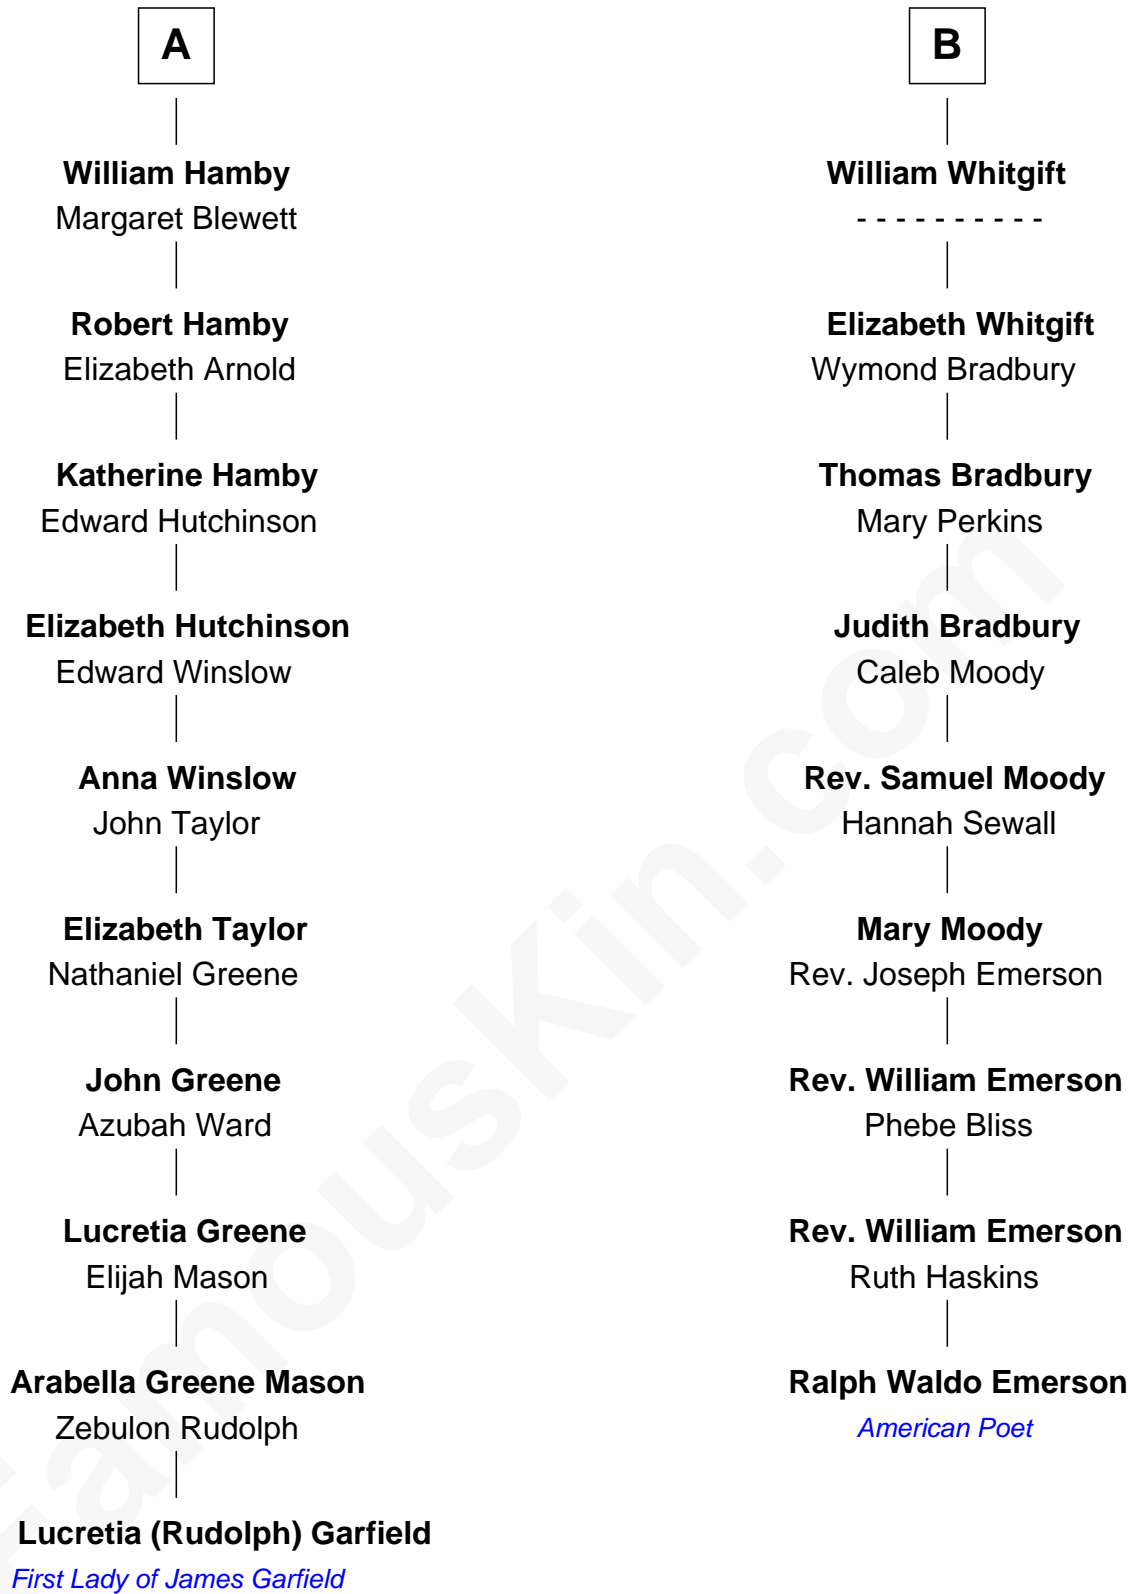 A
William Hamby
Margaret Blewett
Robert Hamby
Elizabeth Arnold
Katherine Hamby
Edward Hutchinson
Elizabeth Hutchinson
Edward Winslow
Anna Winslow
John Taylor
Elizabeth Taylor
Nathaniel Greene
John Greene
Azubah Ward
Lucretia Greene
Elijah Mason
Arabella Greene Mason
Zebulon Rudolph
Lucretia (Rudolph) Garfield
First Lady of James Garfield
B
William Whitgift
- - - - - - - - - -
Elizabeth Whitgift
Wymond Bradbury
Thomas Bradbury
Mary Perkins
Judith Bradbury
Caleb Moody
Rev. Samuel Moody
Hannah Sewall
Mary Moody
Rev. Joseph Emerson
Rev. William Emerson
Phebe Bliss
Rev. William Emerson
Ruth Haskins
Ralph Waldo Emerson
American Poet
FamousKin.com